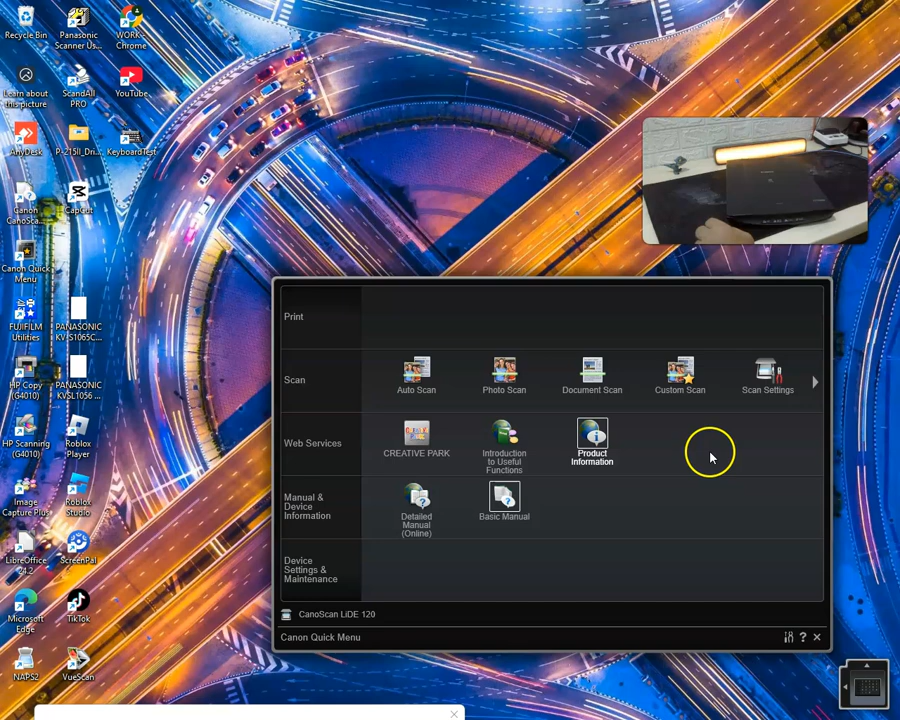 Recycle Bin
Panasonic
Scanner Us...
WORK -
Chrome
Learn about
this picture
ScandAll
PRO
YouTube
AnyDesk
P-215II_Dri...
KeyboardTest
Canon
CanoSca...
CapCut
Canon Quick
Menu
FUJIFILM
Utilities
PANASONIC
KV-S1065C...
HP Copy
(G4010)
PANASONIC
KVSL1056 ...
HP Scanning
(G4010)
Roblox
Player
Image
Capture Plus
Roblox
Studio
LibreOffice
24.2
ScreenPal
Microsoft
Edge
TikTok
NAPS2
VueScan
Print
Scan
Auto Scan
Photo Scan
Document Scan
Custom Scan
Scan Settings
Web Services
CREATIVE PARK
Introduction
to Useful
Functions
Product
Information
Manual &
Device
Information
Detailed
Manual
(Online)
Basic Manual
Device
Settings &
Maintenance
CanoScan LiDE 120
Canon Quick Menu